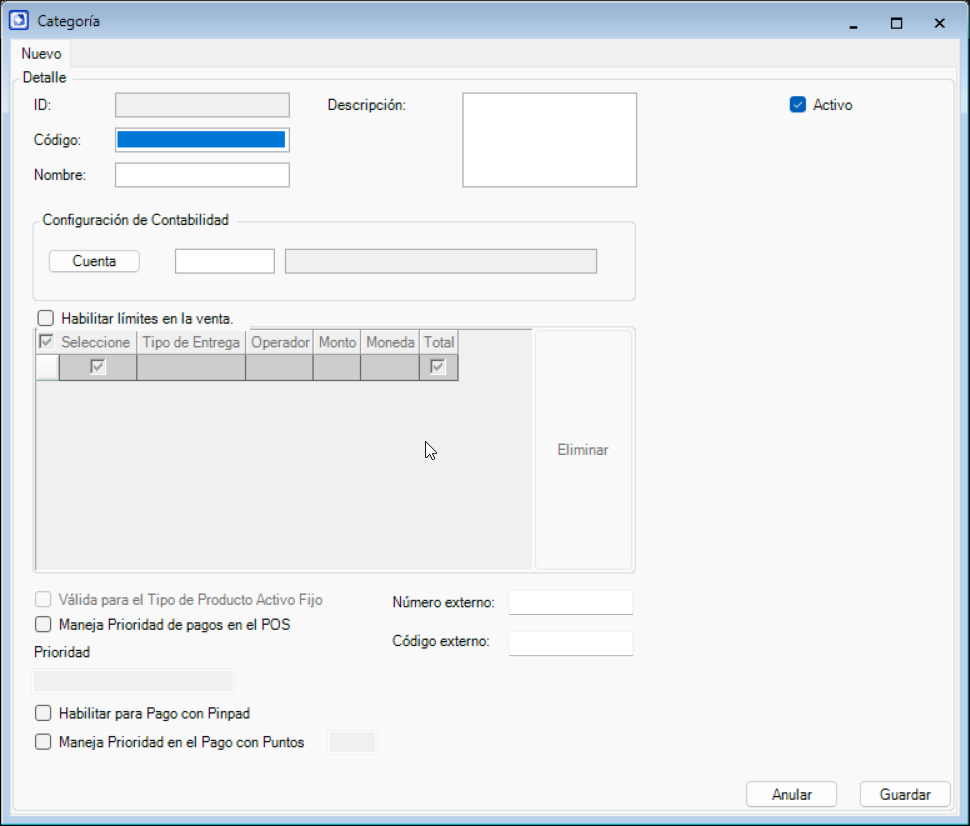 Categoría
Nuevo
Detalle
ID:
Descripción:
Activo
Código:
Nombre:
Configuración de Contabilidad
Cuenta
Habilitar límites en la venta.
Seleccione Tipo de Entrega Operador Monto Moneda Total
Eliminar
Válida para el Tipo de Producto Activo Fijo
Número externo:
Maneja Prioridad de pagos en el POS
Código externo:
Prioridad
Habilitar para Pago con Pinpad
Maneja Prioridad en el Pago con Puntos
Anular Guardar